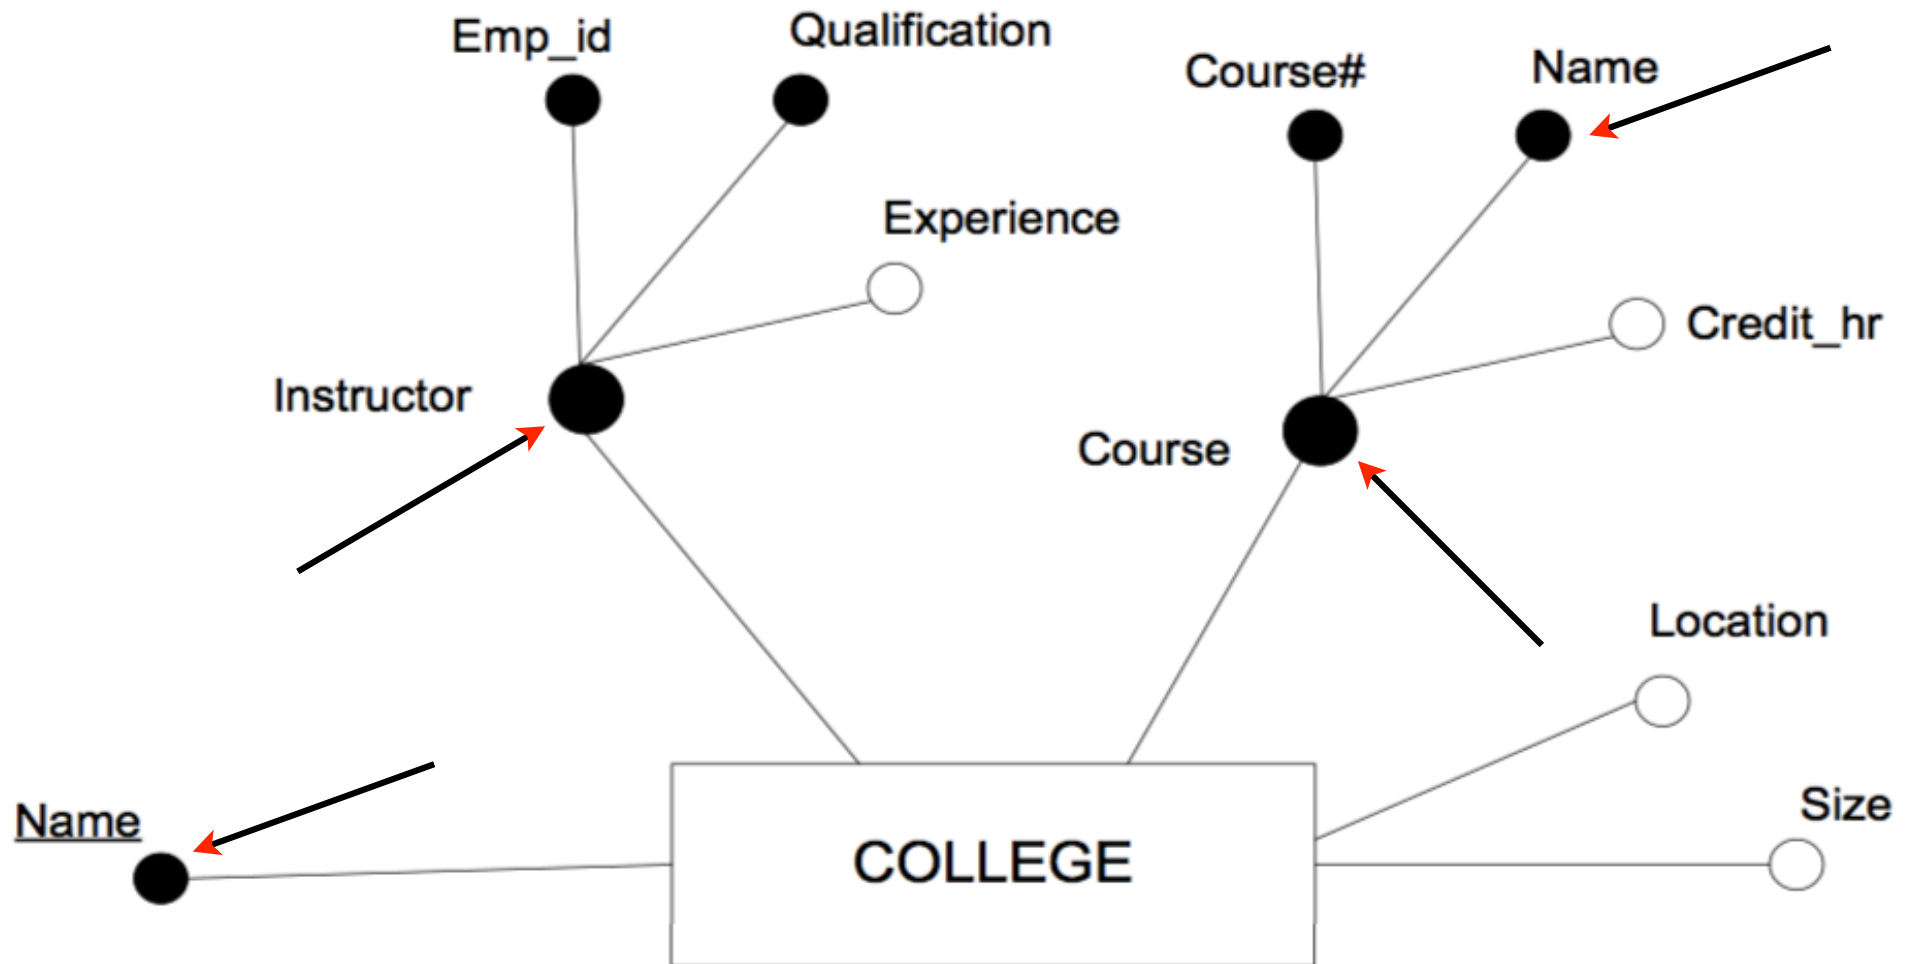 Emp_id
Qualification
Course#
Name
Experience
Credit_hr
Instructor
Course
Location
Name
Size
COLLEGE